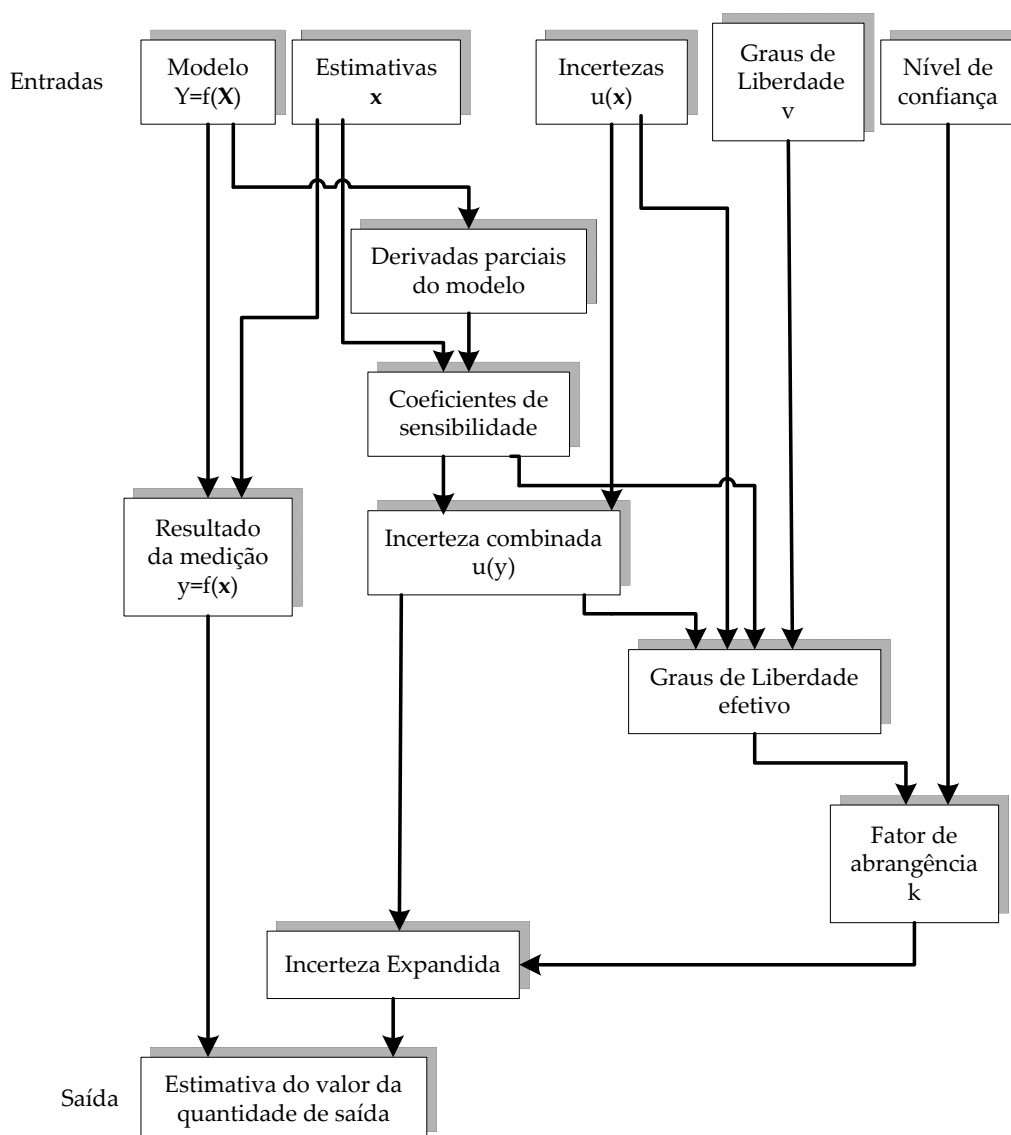 Entradas
Modelo
Y=f(X)
Estimativas
x
Incertezas
u(x)
Graus de
Liberdade
v
Nível de
confiança
Derivadas parciais
do modelo
Coeficientes de
sensibilidade
Resultado
da medição
y=f(x)
Incerteza combinada
u(y)
Graus de Liberdade
efetivo
Fator de
abrangência
k
Incerteza Expandida
Saída
Estimativa do valor da
quantidade de saída